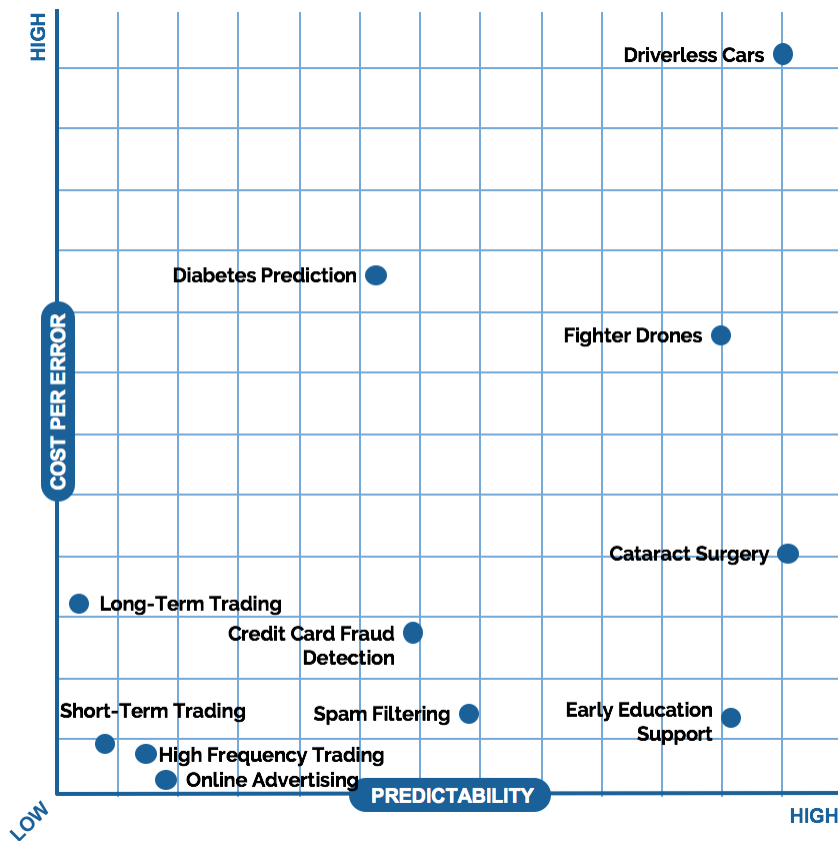 HIGH
Driverless Cars
Diabetes Prediction
Fighter Drones
COST PER ERROR
Cataract Surgery
Long-Term Trading
Credit Card Fraud
Detection
Short-Term Trading
Spam Filtering
Early Education
Support
High Frequency Trading
Online Advertising
PREDICTABILITY
LOW
HIGH